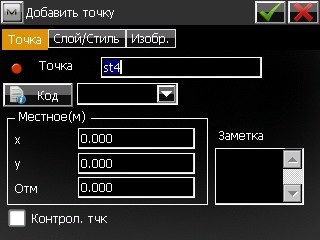 M Добавить точку
Точка Слой/Стиль Изобр.
Точка st4
Код
Местное(м) Заметка
x 0.000
y 0.000
Отм 0.000
Контрол. тчк